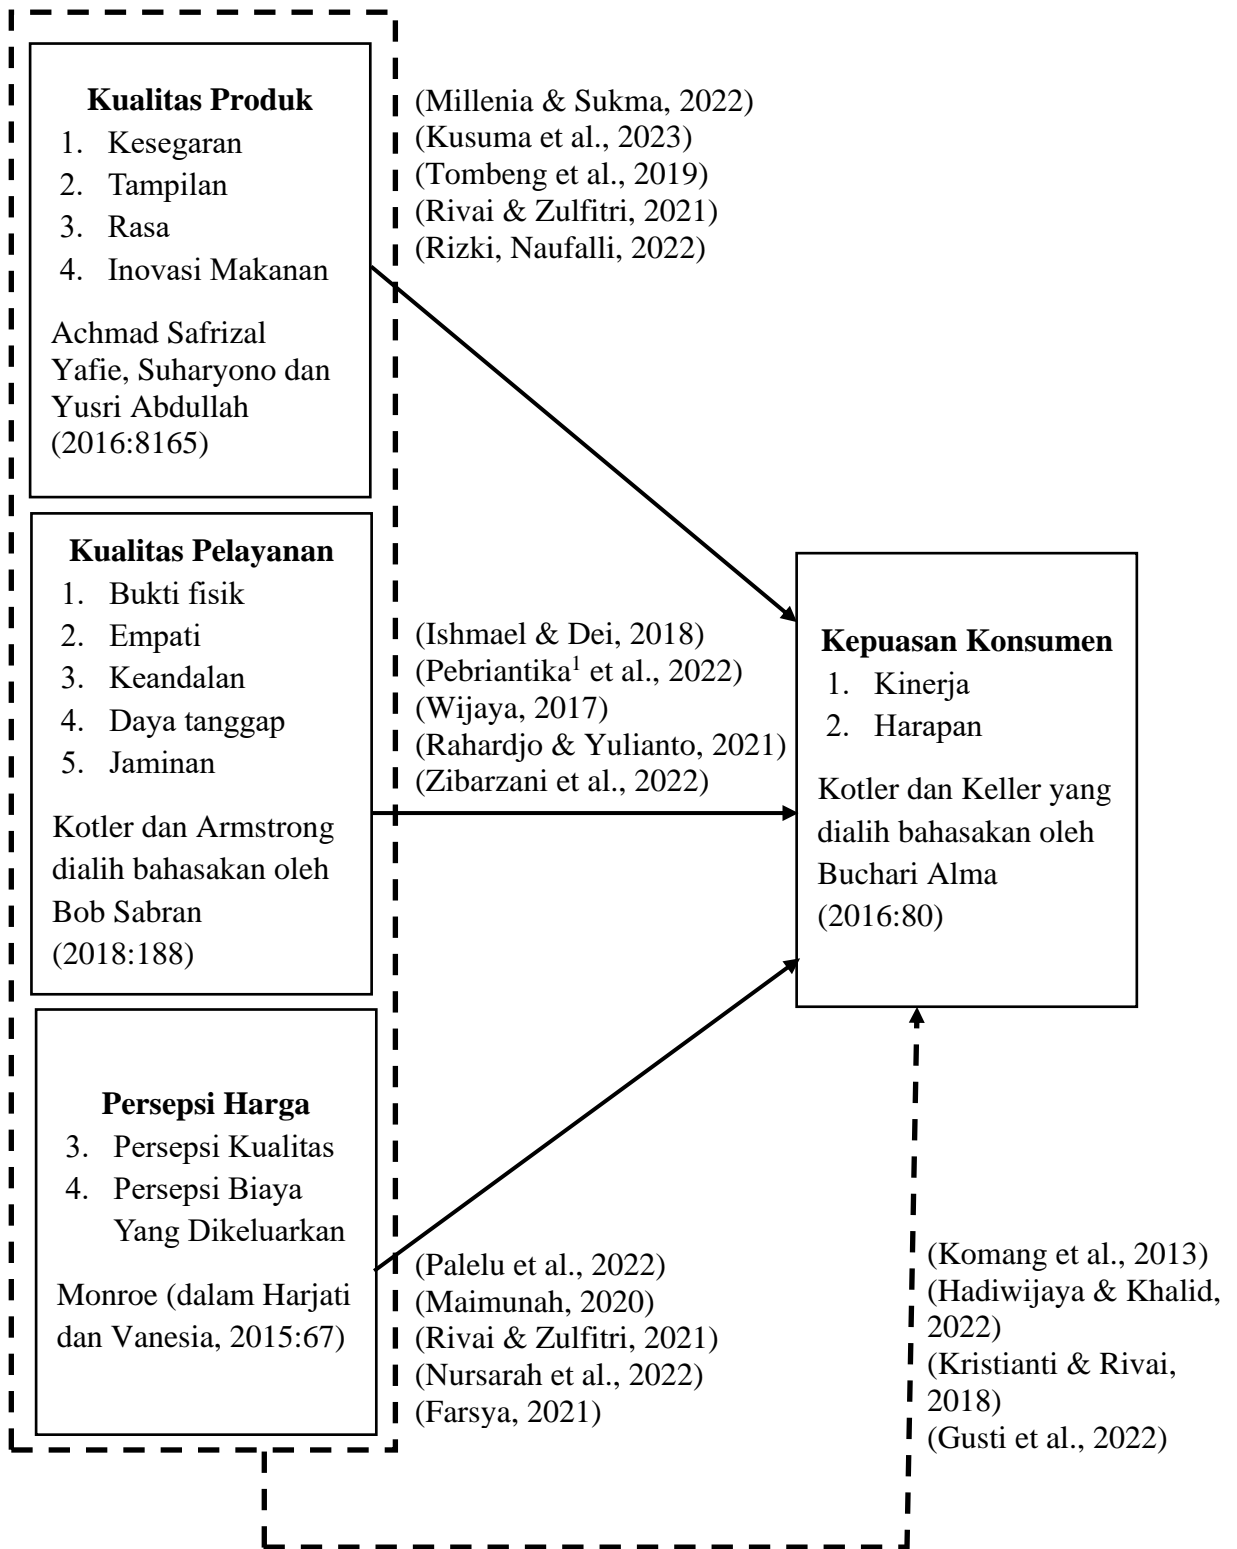 Kualitas Produk
1. Kesegaran
2. Tampilan
3. Rasa
4. Inovasi Makanan
Achmad Safrizal
Yafie, Suharyono dan
Yusri Abdullah
(2016:8165)
(Millenia & Sukma, 2022)
(Kusuma et al., 2023)
(Tombeng et al., 2019)
(Rivai & Zulfitri, 2021)
(Rizki, Naufalli, 2022)
Kualitas Pelayanan
1. Bukti fisik
2. Empati
3. Keandalan
4. Daya tanggap
5. Jaminan
Kotler dan Armstrong
dialih bahasakan oleh
Bob Sabran
(2018:188)
(Ishmael & Dei, 2018)
(Pebriantika¹ et al., 2022)
(Wijaya, 2017)
(Rahardjo & Yulianto, 2021)
(Zibarzani et al., 2022)
Kepuasan Konsumen
1. Kinerja
2. Harapan
Kotler dan Keller yang
dialih bahasakan oleh
Buchari Alma
(2016:80)
Persepsi Harga
3. Persepsi Kualitas
4. Persepsi Biaya
Yang Dikeluarkan
Monroe (dalam Harjati
dan Vanesia, 2015:67)
(Palelu et al., 2022)
(Maimunah, 2020)
(Rivai & Zulfitri, 2021)
(Nursarah et al., 2022)
(Farsya, 2021)
(Komang et al., 2013)
(Hadiwijaya & Khalid,
2022)
(Kristianti & Rivai,
2018)
(Gusti et al., 2022)